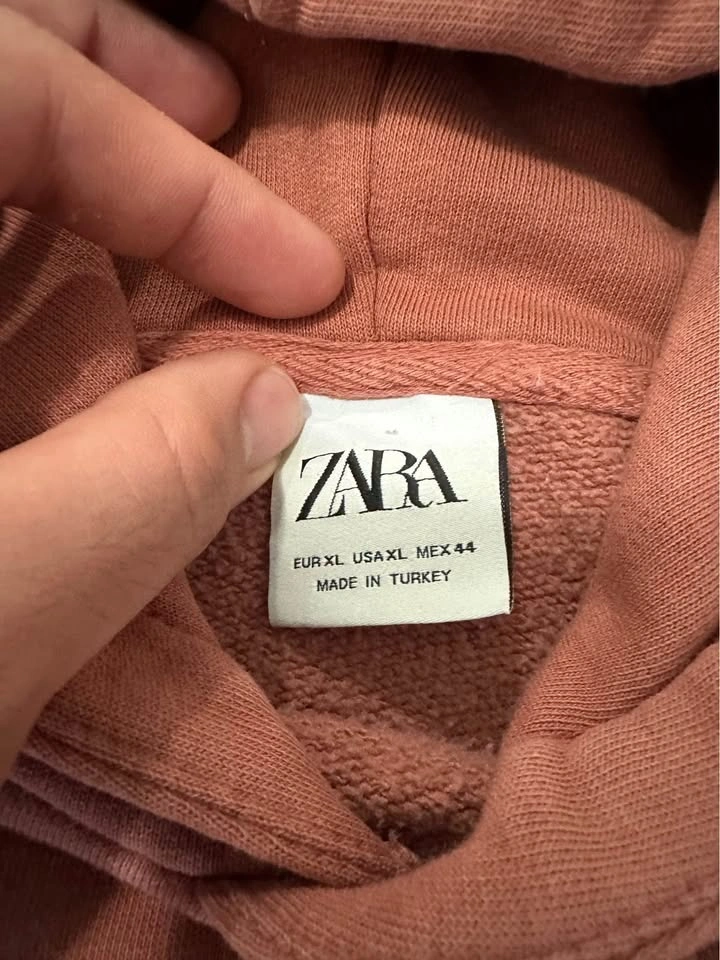 ZARA
EUR XL USA XL MEX 44
MADE IN TURKEY